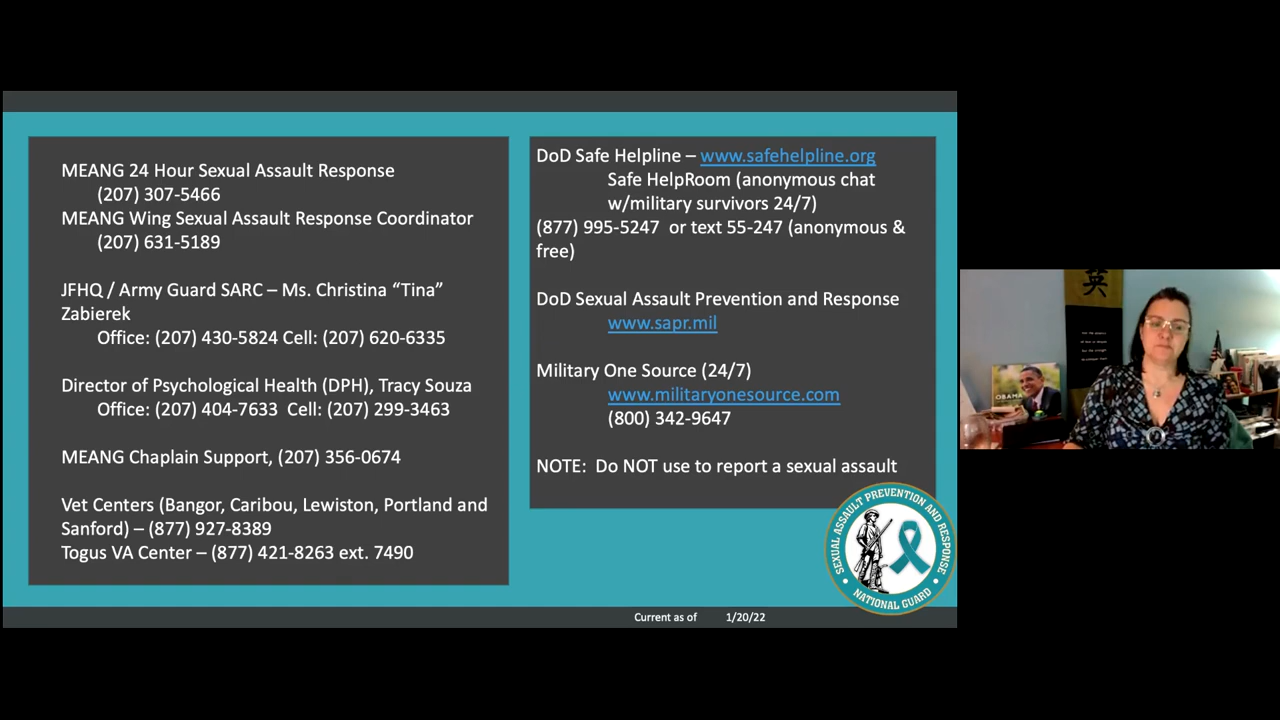 MEANG 24 Hour Sexual Assault Response
(207) 307-5466
MEANG Wing Sexual Assault Response Coordinator
(207) 631-5189
JFHQ / Army Guard SARC – Ms. Christina “Tina”
Zabierek
Office: (207) 430-5824 Cell: (207) 620-6335
Director of Psychological Health (DPH), Tracy Souza
Office: (207) 404-7633 Cell: (207) 299-3463
MEANG Chaplain Support, (207) 356-0674
Vet Centers (Bangor, Caribou, Lewiston, Portland and
Sanford) – (877) 927-8389
Togus VA Center – (877) 421-8263 ext. 7490
DoD Safe Helpline – www.safehelpline.org
Safe HelpRoom (anonymous chat
w/military survivors 24/7)
(877) 995-5247 or text 55-247 (anonymous &
free)
DoD Sexual Assault Prevention and Response
www.sapr.mil
Military One Source (24/7)
www.militaryonesource.com
(800) 342-9647
NOTE: Do NOT use to report a sexual assault
SEXUAL ASSAULT PREVENTION AND RESPONSE
NATIONAL GUARD
Current as of 1/20/22
英
OBAMA